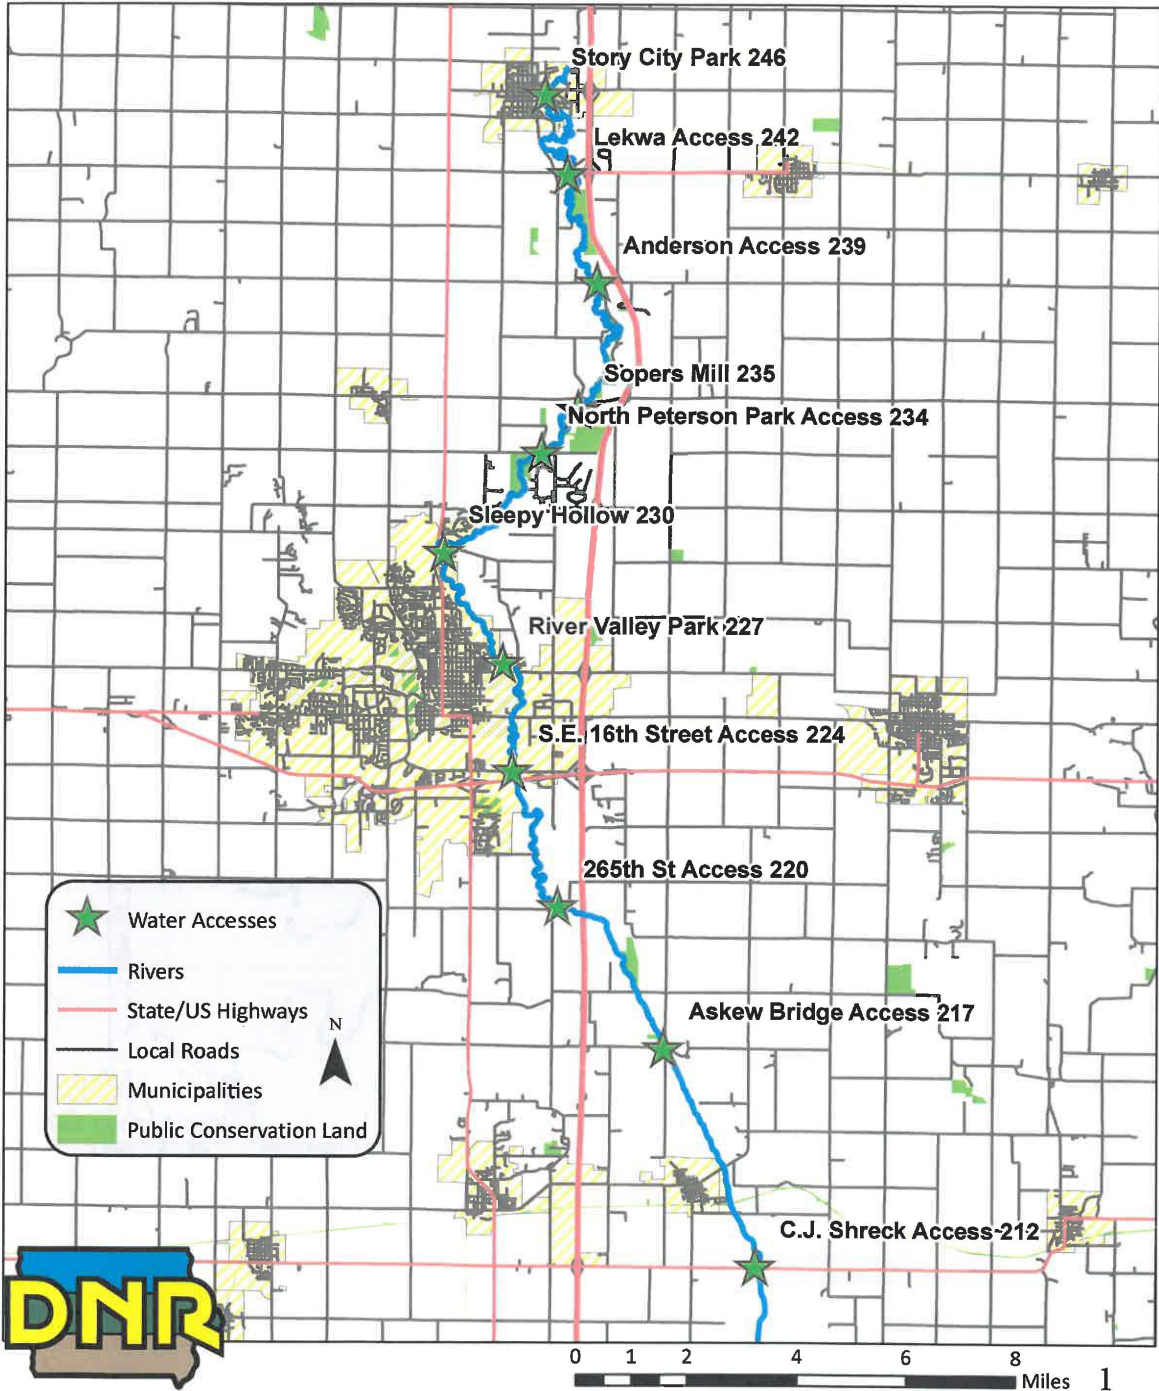 Story City Park 246
Lekwa Access 242
Anderson Access 239
Sopers Mill 235
North Peterson Park Access 234
Sleepy Hollow 230
River Valley Park 227
S.E. 16th Street Access 224
265th St Access 220
Water Accesses
Rivers
State/US Highways
Local Roads
Municipalities
Public Conservation Land
N
Askew Bridge Access 217
C.J. Shreck Access 212
DNR
0 1 2 4 6 8
Miles
1